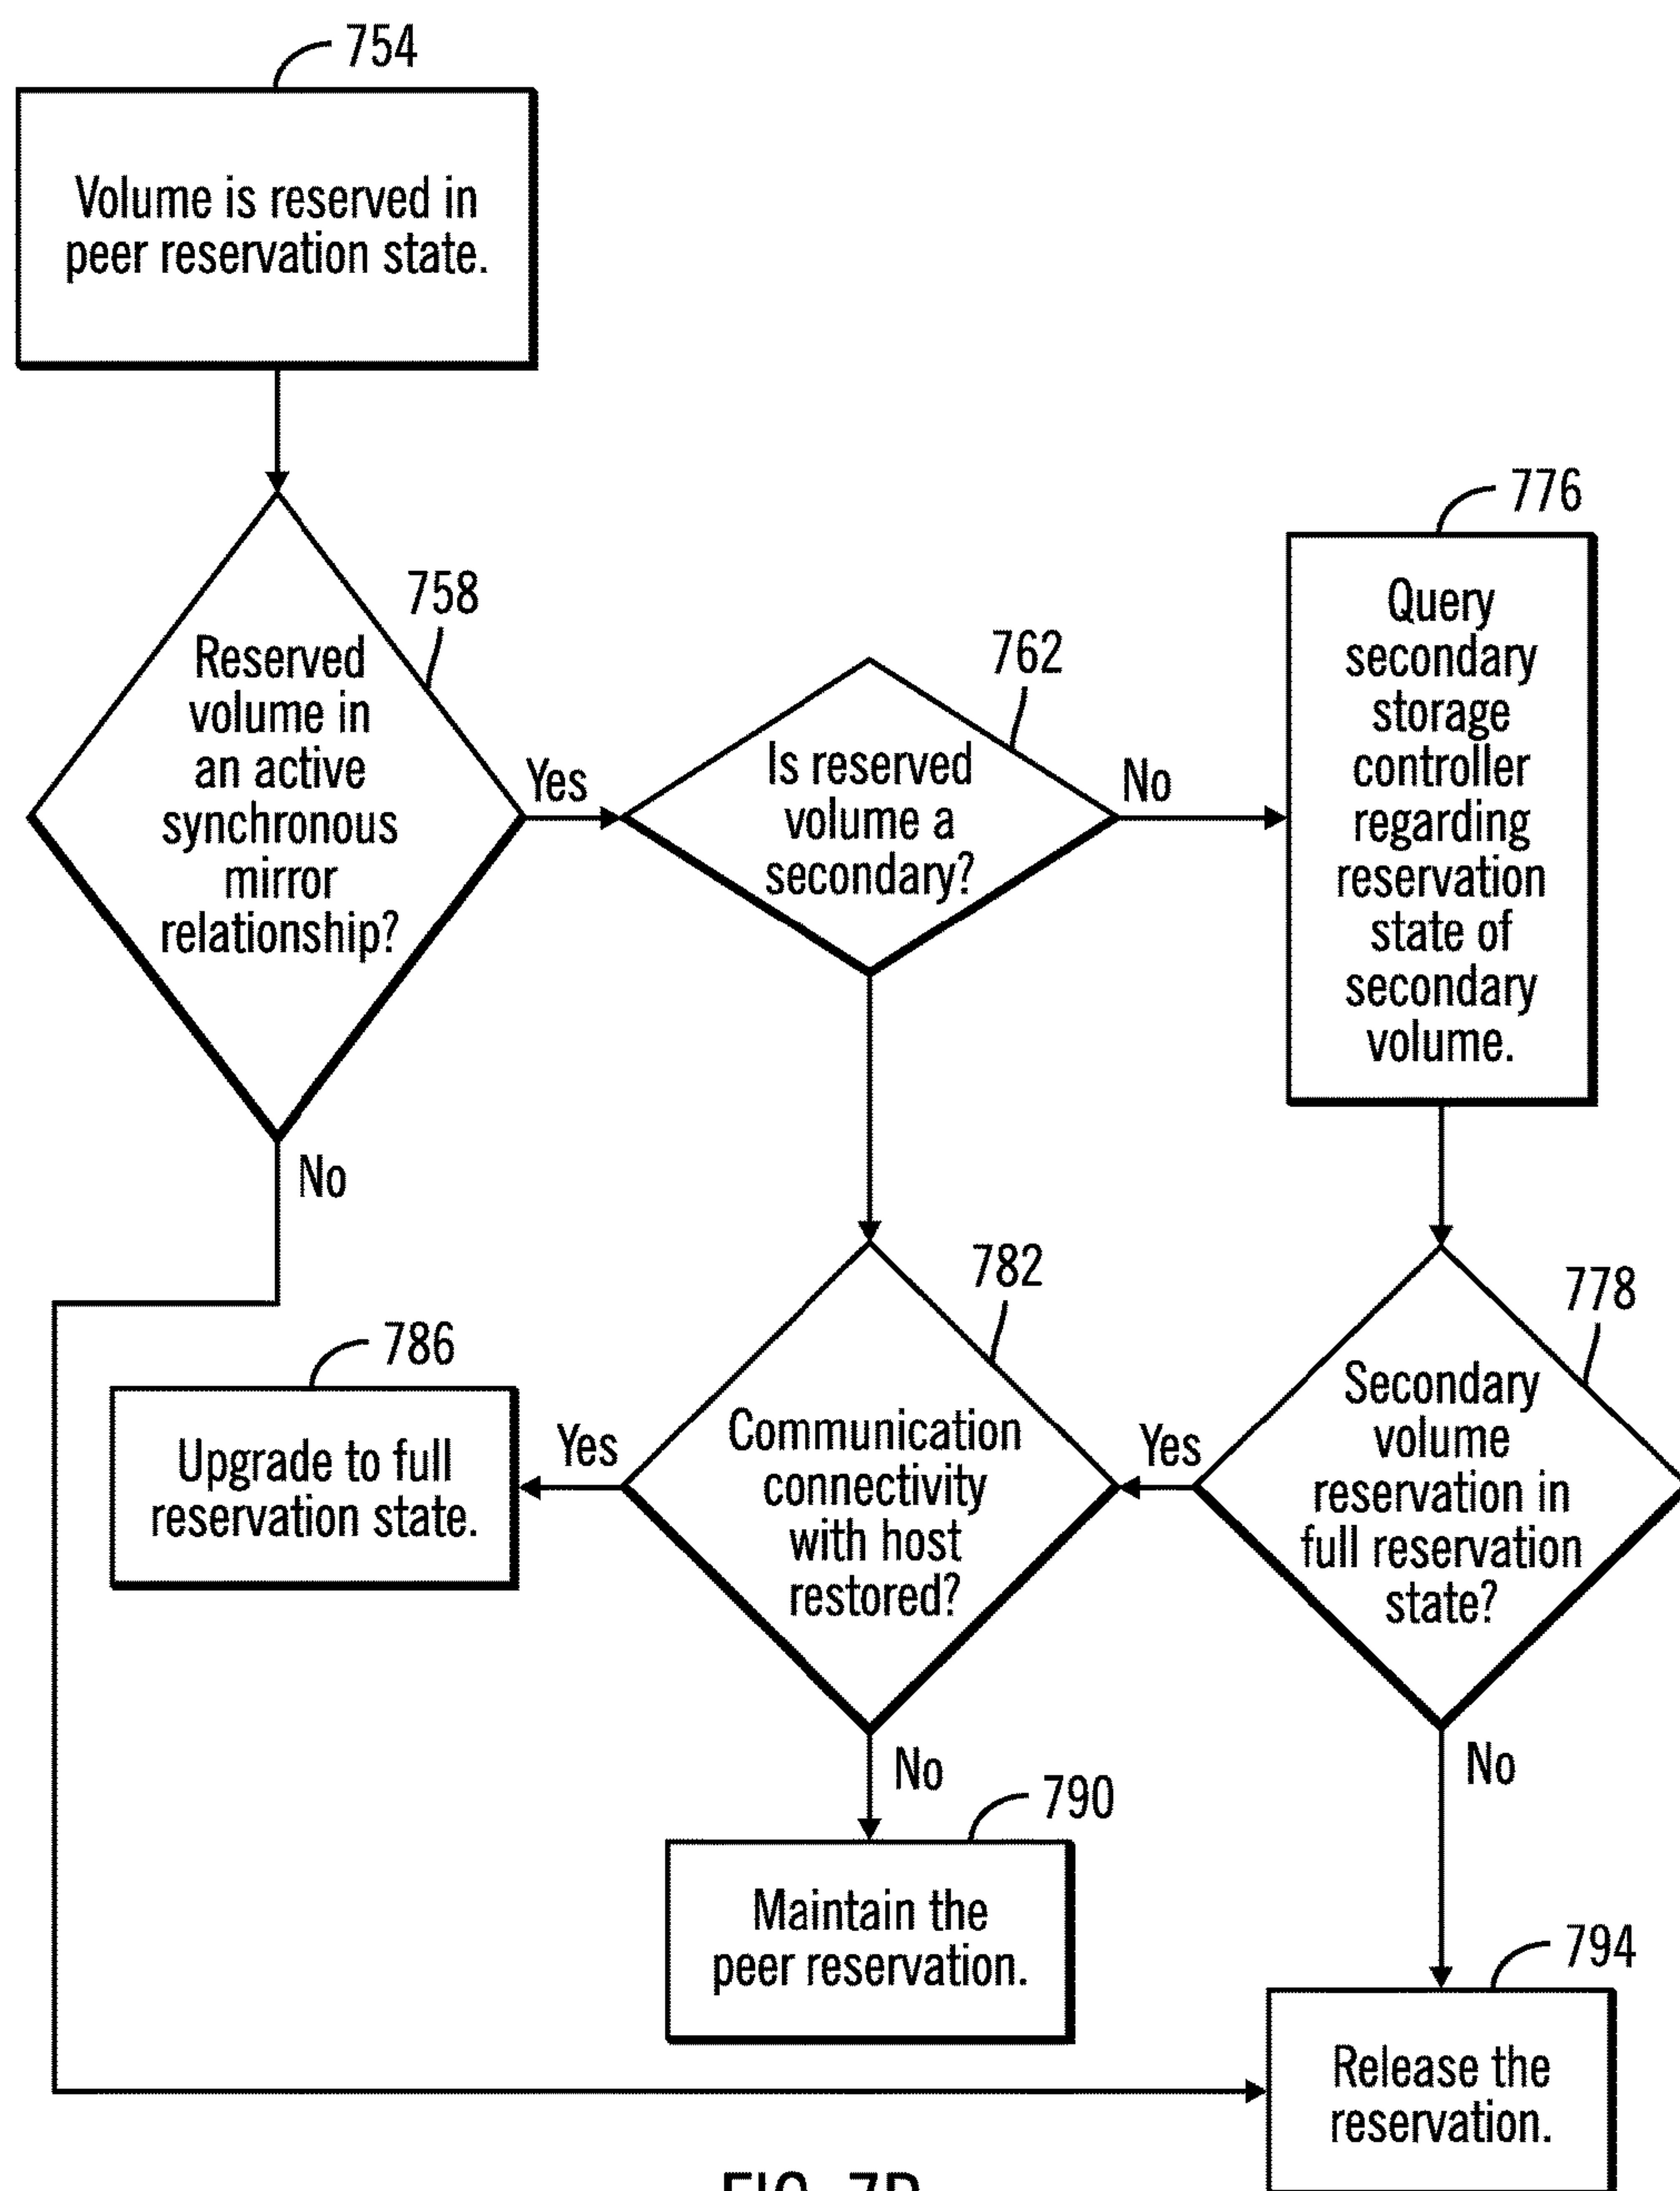 754
Volume is reserved in
peer reservation state.
758
Reserved
volume in
an active
synchronous
mirror
relationship?
Yes
No
762
Is reserved
volume a
secondary?
No
776
Query
secondary
storage
controller
regarding
reservation
state of
secondary
volume.
778
Secondary
volume
reservation in
full reservation
state?
Yes
No
782
Communication
connectivity
with host
restored?
Yes
No
786
Upgrade to full
reservation state.
790
Maintain the
peer reservation.
794
Release the
reservation.